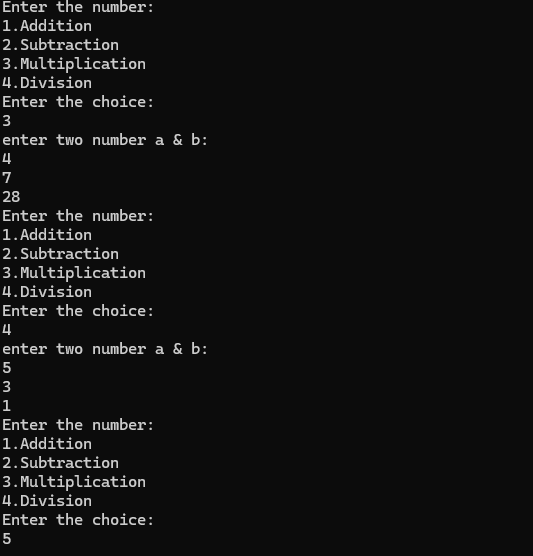 Enter the number:
1.Addition
2.Subtraction
3.Multiplication
4.Division
Enter the choice:
3
enter two number a & b:
4
7
28
Enter the number:
1.Addition
2.Subtraction
3.Multiplication
4.Division
Enter the choice:
4
enter two number a & b:
5
3
1
Enter the number:
1.Addition
2.Subtraction
3.Multiplication
4.Division
Enter the choice:
5